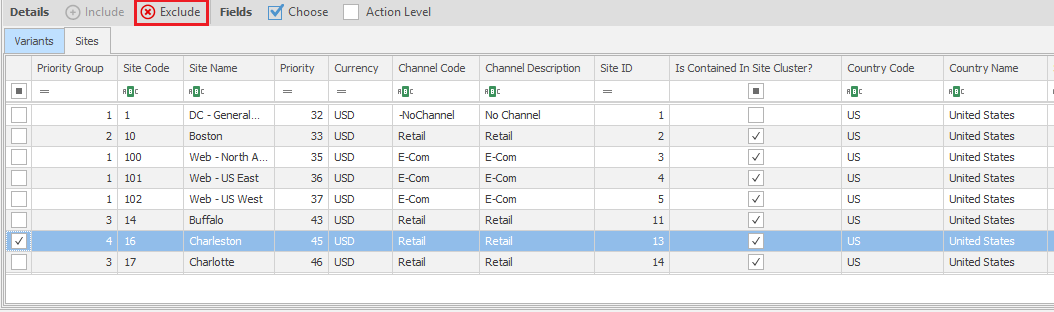 Details Include Exclude Fields Choose Action Level
Variants Sites
Priority Group Site Code Site Name Priority Currency Channel Code Channel Description Site ID Is Contained In Site Cluster? Country Code Country Name
= ABC ABC = ABC ABC ABC = ABC ABC
1 1 DC - General... 32 USD -NoChannel No Channel 1 US United States
2 10 Boston 33 USD Retail Retail 2 US United States
1 100 Web - North A... 35 USD E-Com E-Com 3 US United States
1 101 Web - US East 36 USD E-Com E-Com 4 US United States
1 102 Web - US West 37 USD E-Com E-Com 5 US United States
3 14 Buffalo 43 USD Retail Retail 11 US United States
4 16 Charleston 45 USD Retail Retail 13 US United States
3 17 Charlotte 46 USD Retail Retail 14 US United States